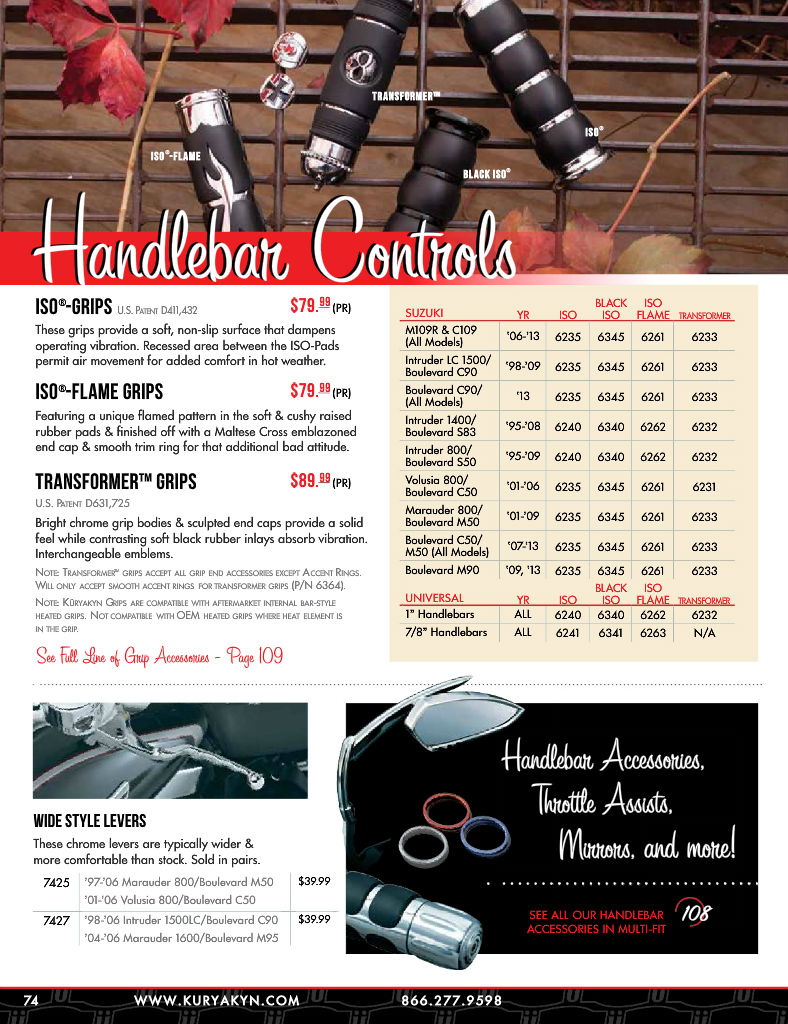 TRANSFORMER™
ISO®
ISO®-FLAME
BLACK ISO®
Handlebar Controls
ISO®-GRIPS U.S. PATENT D411,432 $79.99 (PR)
These grips provide a soft, non-slip surface that dampens
operating vibration. Recessed area between the ISO-Pads
permit air movement for added comfort in hot weather.
ISO®-FLAME GRIPS $79.99 (PR)
Featuring a unique flamed pattern in the soft & cushy raised
rubber pads & finished off with a Maltese Cross emblazoned
end cap & smooth trim ring for that additional bad attitude.
TRANSFORMER™ GRIPS $89.99 (PR)
U.S. PATENT D631,725
Bright chrome grip bodies & sculpted end caps provide a solid
feel while contrasting soft black rubber inlays absorb vibration.
Interchangeable emblems.
NOTE: TRANSFORMER™ GRIPS ACCEPT ALL GRIP END ACCESSORIES EXCEPT ACCENT RINGS.
WILL ONLY ACCEPT SMOOTH ACCENT RINGS FOR TRANSFORMER GRIPS (P/N 6364).
NOTE: KÜRYAKYN GRIPS ARE COMPATIBLE WITH AFTERMARKET INTERNAL BAR-STYLE
HEATED GRIPS. NOT COMPATIBLE WITH OEM HEATED GRIPS WHERE HEAT ELEMENT IS
IN THE GRIP.
See Full Line of Grip Accessories - Page 109
SUZUKI YR ISO BLACK ISO ISO FLAME TRANSFORMER
M109R & C109 (All Models) '06-'13 6235 6345 6261 6233
Intruder LC 1500/ Boulevard C90 '98-'09 6235 6345 6261 6233
Boulevard C90/ (All Models) '13 6235 6345 6261 6233
Intruder 1400/ Boulevard S83 '95-'08 6240 6340 6262 6232
Intruder 800/ Boulevard S50 '95-'09 6240 6340 6262 6232
Volusia 800/ Boulevard C50 '01-'06 6235 6345 6261 6231
Marauder 800/ Boulevard M50 '01-'09 6235 6345 6261 6233
Boulevard C50/ M50 (All Models) '07-'13 6235 6345 6261 6233
Boulevard M90 '09, '13 6235 6345 6261 6233
UNIVERSAL YR ISO BLACK ISO ISO FLAME TRANSFORMER
1" Handlebars ALL 6240 6340 6262 6232
7/8" Handlebars ALL 6241 6341 6263 N/A
WIDE STYLE LEVERS
These chrome levers are typically wider &
more comfortable than stock. Sold in pairs.
7425 '97-'06 Marauder 800/Boulevard M50 $39.99
'01-'06 Volusia 800/Boulevard C50
7427 '98-'06 Intruder 1500LC/Boulevard C90 $39.99
'04-'06 Marauder 1600/Boulevard M95
Handlebar Accessories,
Throttle Assists,
Mirrors, and more!
SEE ALL OUR HANDLEBAR
ACCESSORIES IN MULTI-FIT
108
74 WWW.KURYAKYN.COM 866.277.9598